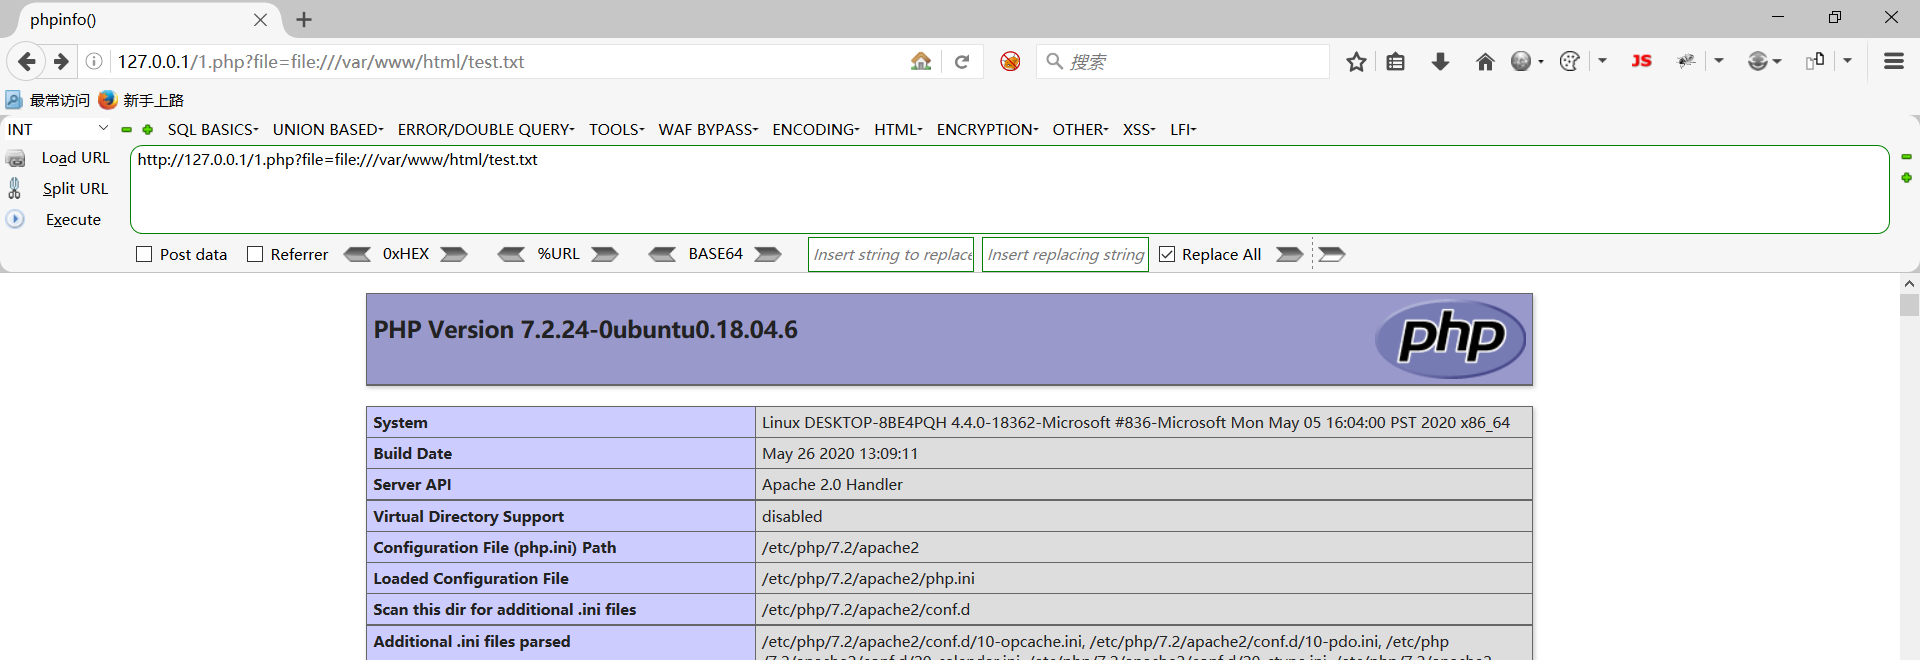 phpinfo()
127.0.0.1/1.php?file=file:///var/www/html/test.txt
搜索
JS
最常访问 新手上路
INT SQL BASICS UNION BASED ERROR/DOUBLE QUERY TOOLS WAF BYPASS ENCODING HTML ENCRYPTION OTHER XSS LFI
Load URL http://127.0.0.1/1.php?file=file:///var/www/html/test.txt
Split URL
Execute
Post data Referrer 0xHEX %URL BASE64 Insert string to replace Insert replacing string Replace All
PHP Version 7.2.24-0ubuntu0.18.04.6
php
System Linux DESKTOP-8BE4PQH 4.4.0-18362-Microsoft #836-Microsoft Mon May 05 16:04:00 PST 2020 x86_64
Build Date May 26 2020 13:09:11
Server API Apache 2.0 Handler
Virtual Directory Support disabled
Configuration File (php.ini) Path /etc/php/7.2/apache2
Loaded Configuration File /etc/php/7.2/apache2/php.ini
Scan this dir for additional .ini files /etc/php/7.2/apache2/conf.d
Additional .ini files parsed /etc/php/7.2/apache2/conf.d/10-opcache.ini, /etc/php/7.2/apache2/conf.d/10-pdo.ini, /etc/php